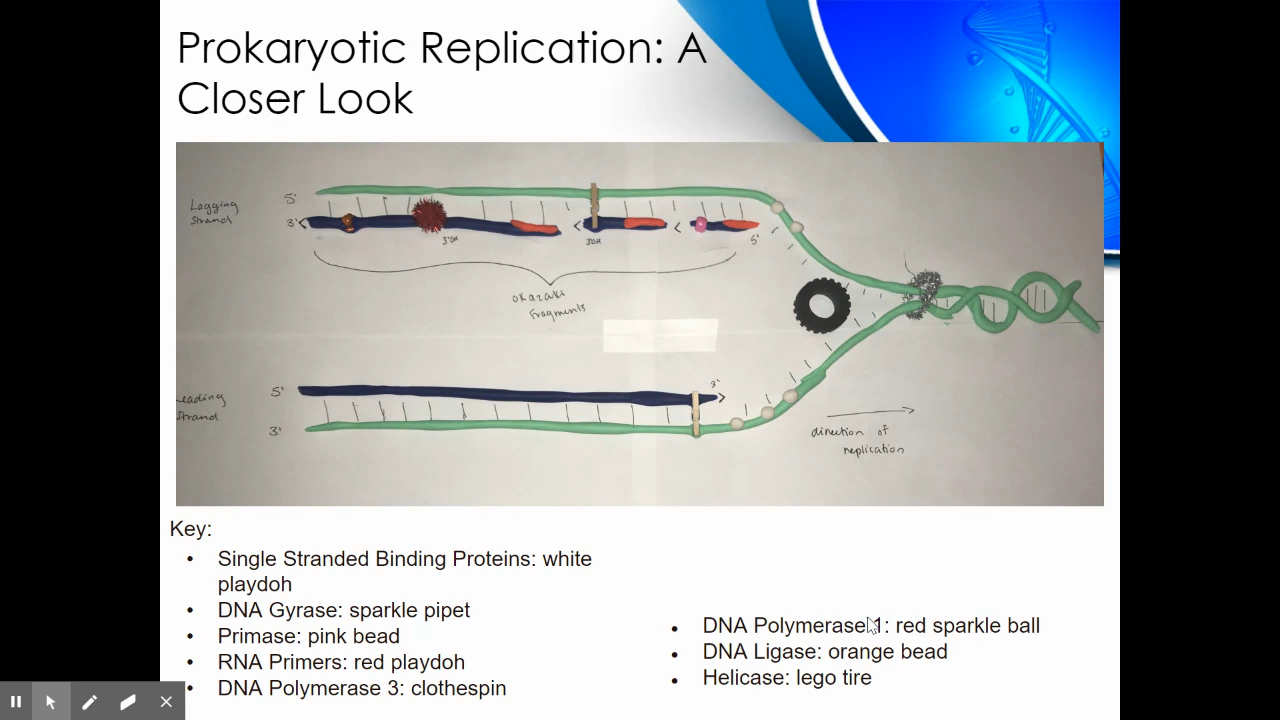 Prokaryotic Replication: A
Closer Look
Lagging
Strand
5'
3'
3'OH
3'OH
5'
Okazaki
Fragments
eading
Strand
5'
3'
3'
direction of
replication
Key:
• Single Stranded Binding Proteins: white
playdoh
• DNA Gyrase: sparkle pipet
• Primase: pink bead
• RNA Primers: red playdoh
• DNA Polymerase 3: clothespin
• DNA Polymerase 1: red sparkle ball
• DNA Ligase: orange bead
• Helicase: lego tire